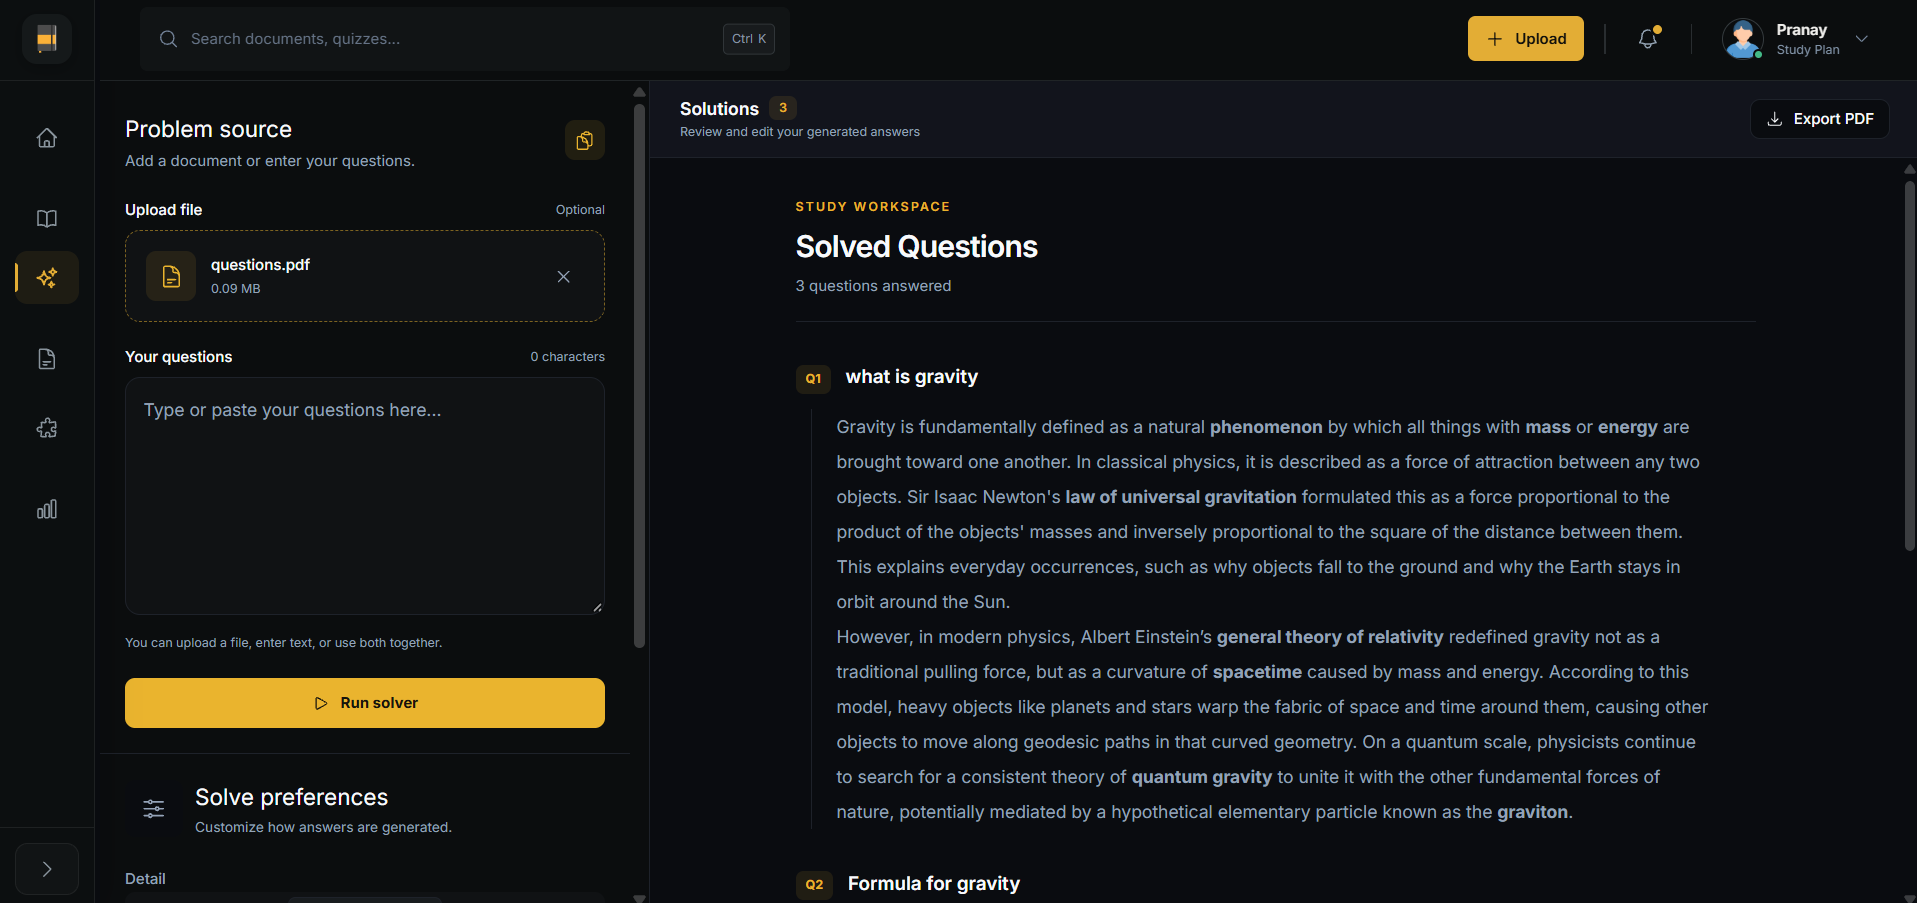 Search documents, quizzes...
Ctrl K
Upload
Pranay
Study Plan
Problem source
Add a document or enter your questions.
Upload file
Optional
questions.pdf
0.09 MB
Your questions
0 characters
Type or paste your questions here...
You can upload a file, enter text, or use both together.
Run solver
Solve preferences
Customize how answers are generated.
Detail
Solutions 3
Review and edit your generated answers
Export PDF
STUDY WORKSPACE
Solved Questions
3 questions answered
Q1 what is gravity
Gravity is fundamentally defined as a natural phenomenon by which all things with mass or energy are
brought toward one another. In classical physics, it is described as a force of attraction between any two
objects. Sir Isaac Newton's law of universal gravitation formulated this as a force proportional to the
product of the objects' masses and inversely proportional to the square of the distance between them.
This explains everyday occurrences, such as why objects fall to the ground and why the Earth stays in
orbit around the Sun.
However, in modern physics, Albert Einstein’s general theory of relativity redefined gravity not as a
traditional pulling force, but as a curvature of spacetime caused by mass and energy. According to this
model, heavy objects like planets and stars warp the fabric of space and time around them, causing other
objects to move along geodesic paths in that curved geometry. On a quantum scale, physicists continue
to search for a consistent theory of quantum gravity to unite it with the other fundamental forces of
nature, potentially mediated by a hypothetical elementary particle known as the graviton.
Q2 Formula for gravity